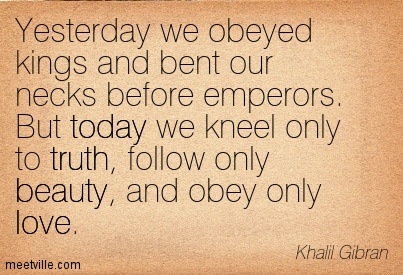 Yesterday we obeyed
kings and bent our
necks before emperors.
But today we kneel only
to truth, follow only
beauty, and obey only
love.
Khalil Gibran
meetville.com